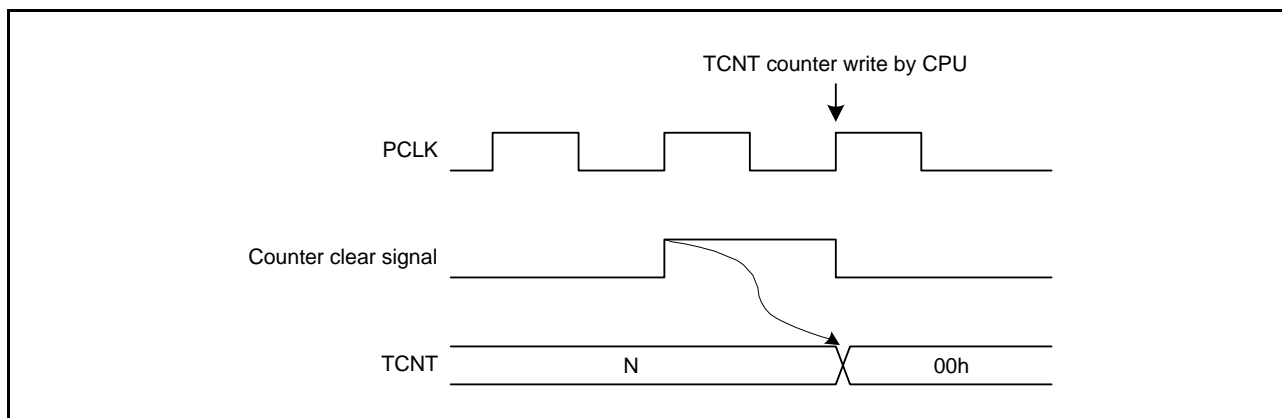 TCNT counter write by CPU
PCLK
Counter clear signal
TCNT
N
00h